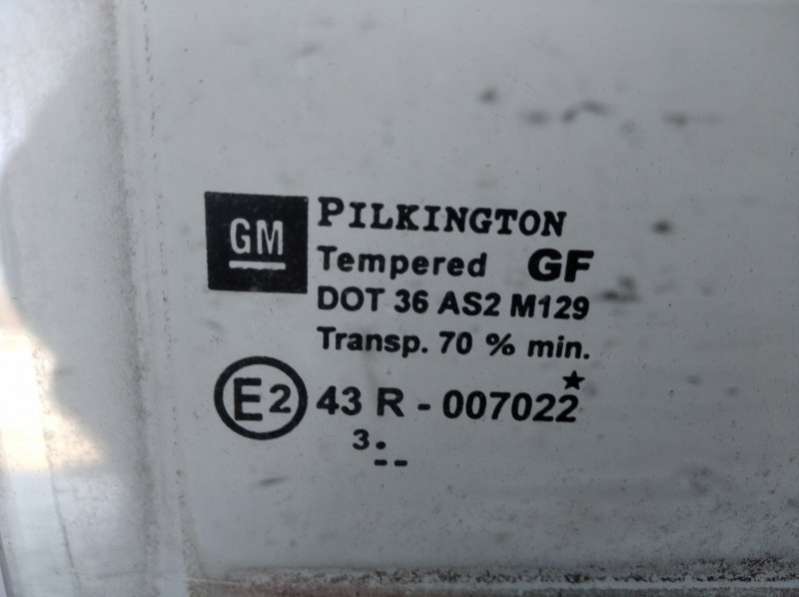 GM
PILKINGTON
Tempered GF
DOT 36 AS2 M129
Transp. 70 % min.
E2 43 R - 007022★
3.
--